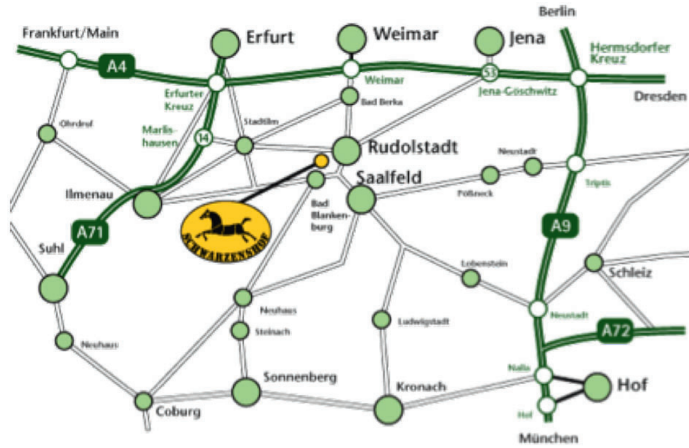 Berlin
Frankfurt/Main
Erfurt
Weimar
Jena
Hermsdorfer
Kreuz
A4
53
Erfurter
Kreuz
Weimar
Jena-Göschwitz
Dresden
Bad Berka
Ohrdruf
Marlis-
hausen
14
Stadtilm
Rudolstadt
Neustadt
Saalfeld
Triptis
Pößneck
Ilmenau
Bad
Blanken-
burg
A71
SCHWARZENSHOF
A9
Suhl
Lobenstein
Schleiz
Neuhaus
Neustadt
Ludwigstadt
Steinach
A72
Neuhaus
Naila
Sonnenberg
Kronach
Hof
Coburg
Hof
München